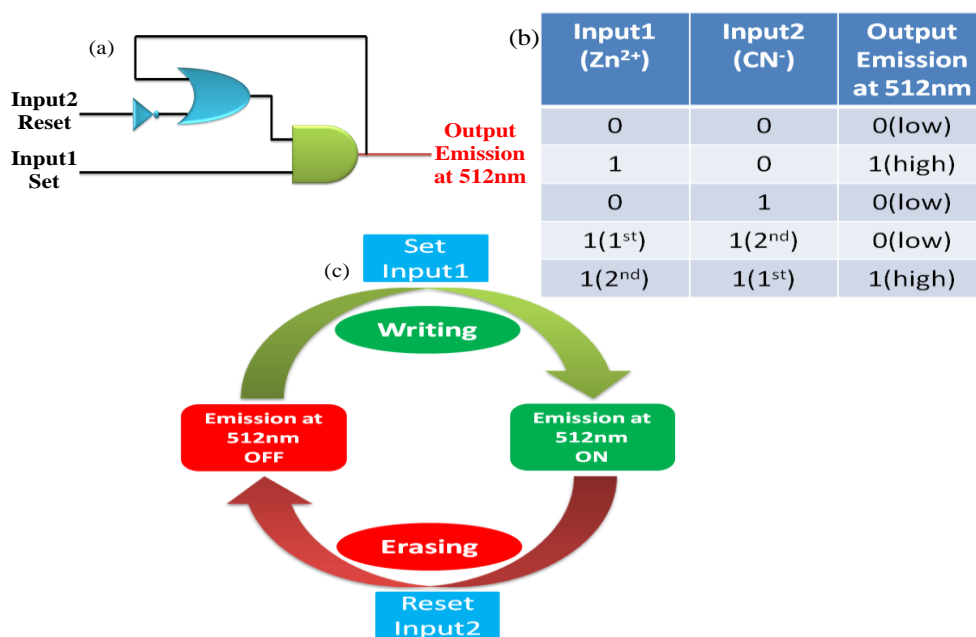 (a)
Input2
Reset
Input1
Set
Output
Emission
at 512nm
(b)
Input1 Input2 Output
(Zn²⁺) (CN⁻) Emission
at 512nm
0 0 0(low)
1 0 1(high)
0 1 0(low)
1(1ˢᵗ) 1(2ⁿᵈ) 0(low)
1(2ⁿᵈ) 1(1ˢᵗ) 1(high)
(c)
Set
Input1
Writing
Emission at
512nm
OFF
Emission at
512nm
ON
Erasing
Reset
Input2